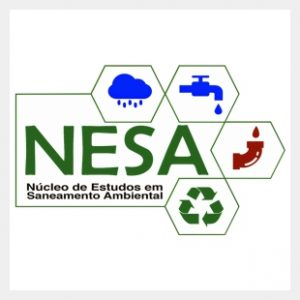 NESA
Núcleo de Estudos em
Saneamento Ambiental